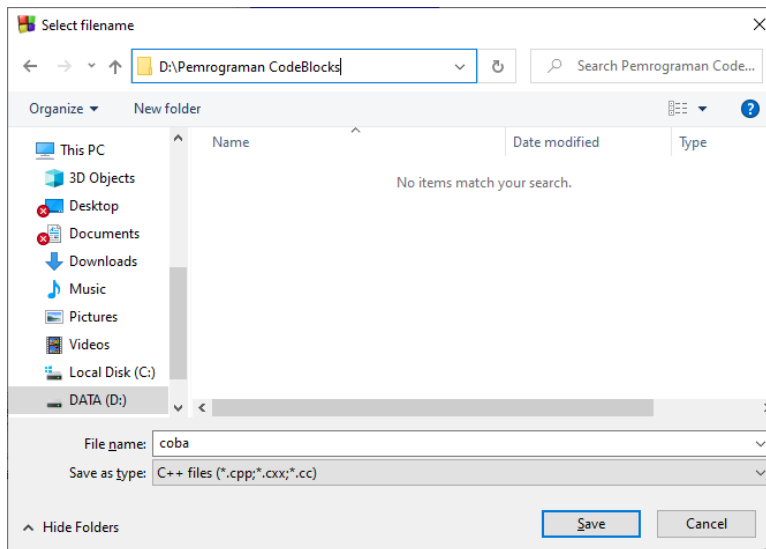 Select filename
D:\Pemrograman CodeBlocks
Search Pemrograman Code...
Organize
New folder
Name
Date modified
Type
No items match your search.
This PC
3D Objects
Desktop
Documents
Downloads
Music
Pictures
Videos
Local Disk (C:)
DATA (D:)
File name: coba
Save as type: C++ files (*.cpp;*.cxx;*.cc)
Hide Folders
Save
Cancel